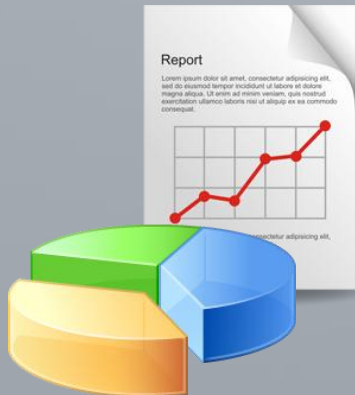 Report
Lorem ipsum dolor sit amet, consectetur adipisicing elit,
sed do eiusmod tempor incididunt ut labore et dolore
magna aliqua. Ut enim ad minim veniam, quis nostrud
exercitation ullamco laboris nisi ut aliquip ex ea commodo
consequat.
consectetur adipisicing elit,